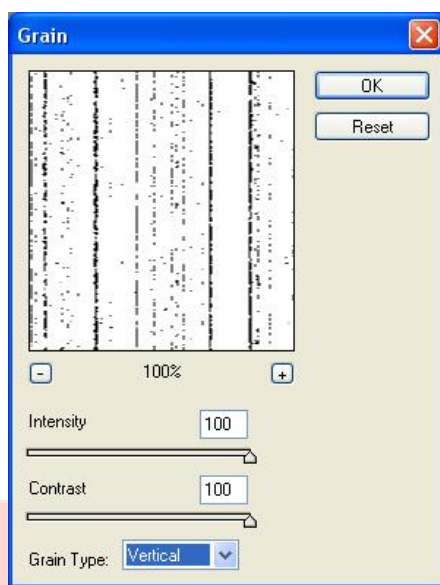 Grain
OK
Reset
- 100% +
Intensity 100
Contrast 100
Grain Type: Vertical